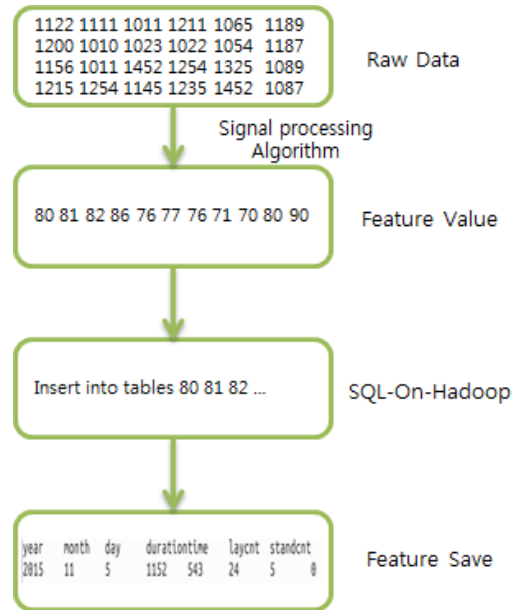 1122 1111 1011 1211 1065 1189
1200 1010 1023 1022 1054 1187
1156 1011 1452 1254 1325 1089
1215 1254 1145 1235 1452 1087
Raw Data
Signal processing
Algorithm
80 81 82 86 76 77 76 71 70 80 90
Feature Value
Insert into tables 80 81 82 ...
SQL-On-Hadoop
year month day durationtime laycnt standcnt
2015 11 5 1152 543 24 5 0
Feature Save